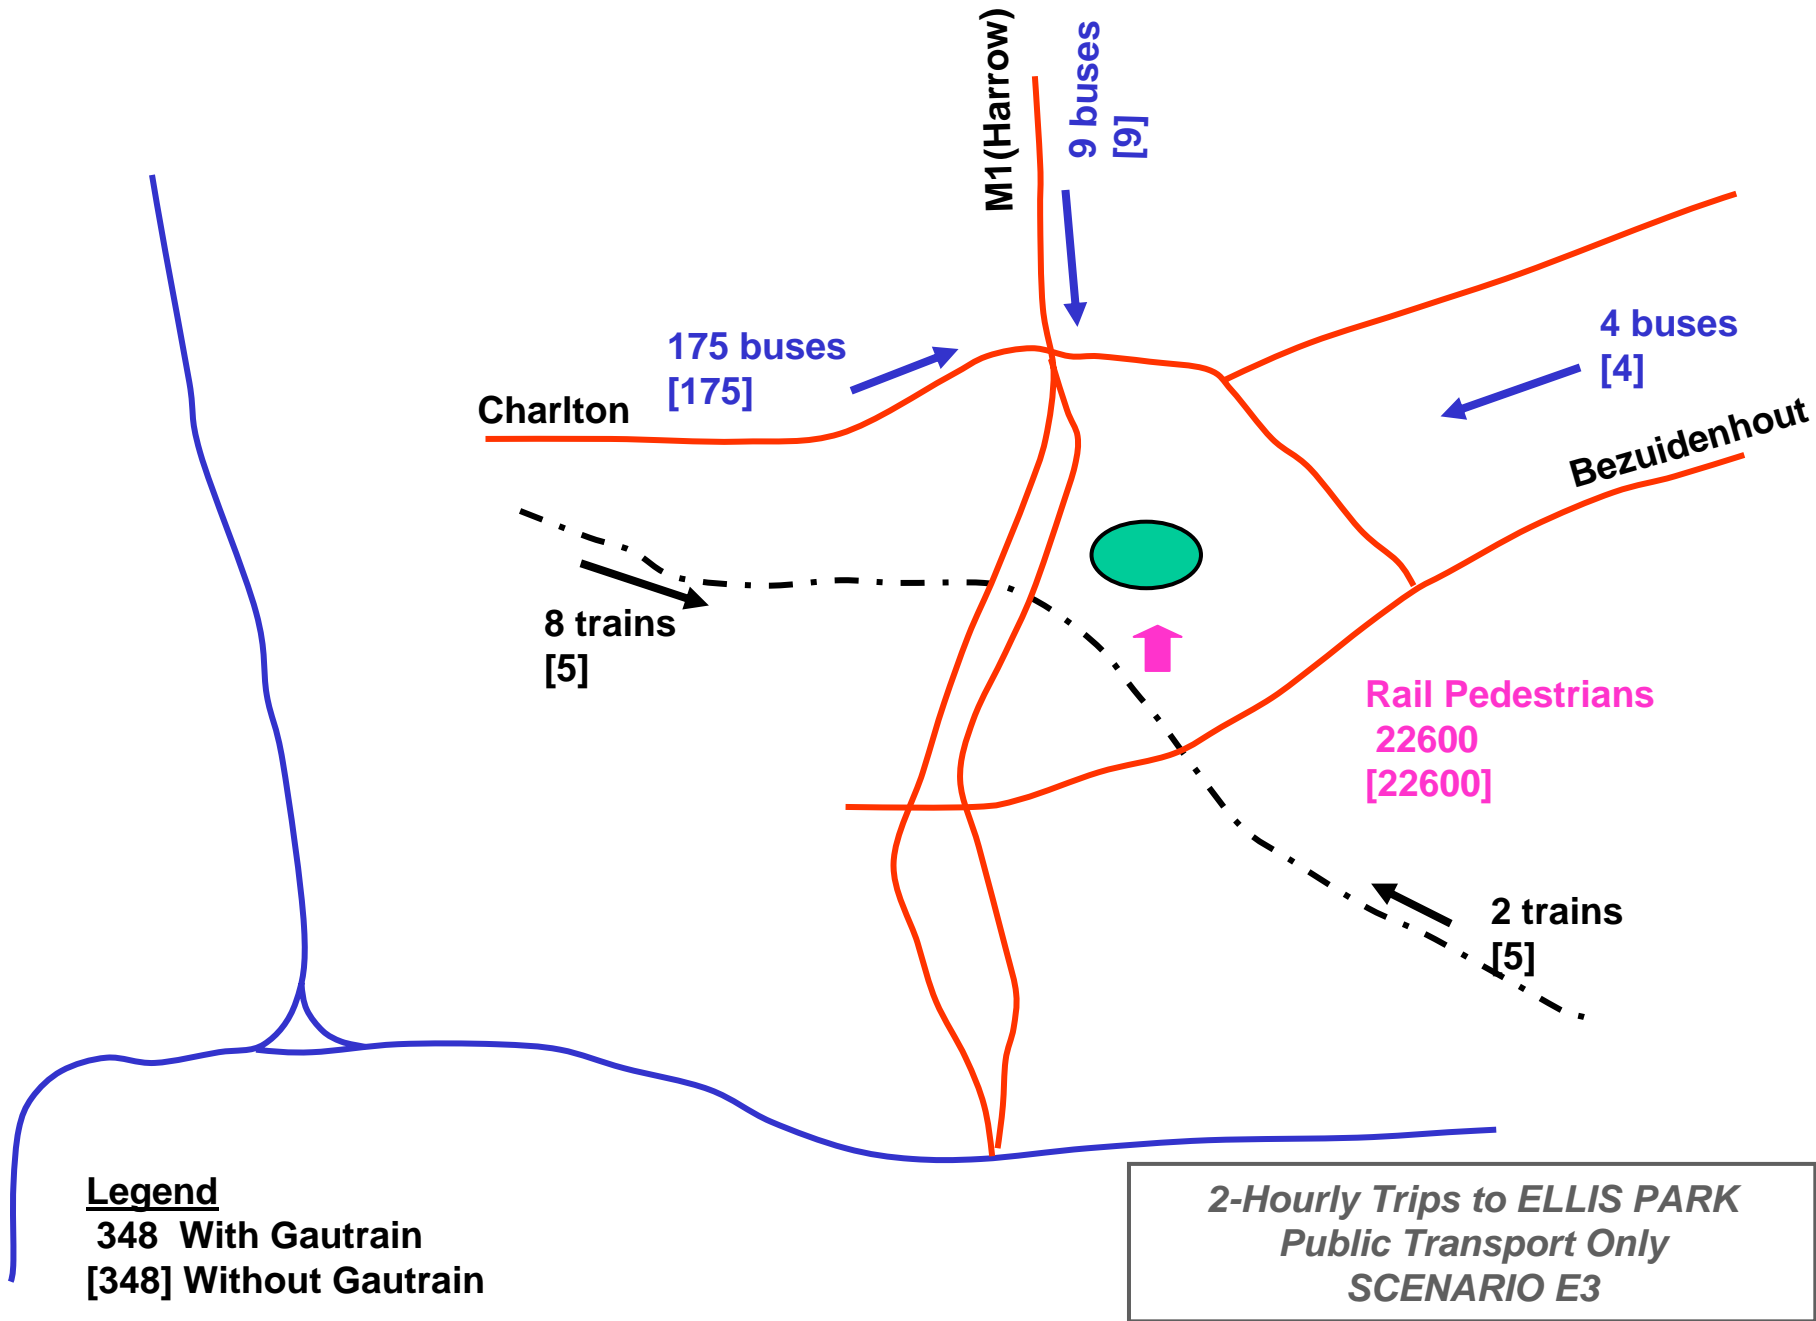 M1(Harrow)
9 buses
[9]
175 buses
[175]
4 buses
[4]
Charlton
Bezuidenhout
8 trains
[5]
Rail Pedestrians
22600
[22600]
2 trains
[5]
Legend
348 With Gautrain
[348] Without Gautrain
2-Hourly Trips to ELLIS PARK
Public Transport Only
SCENARIO E3